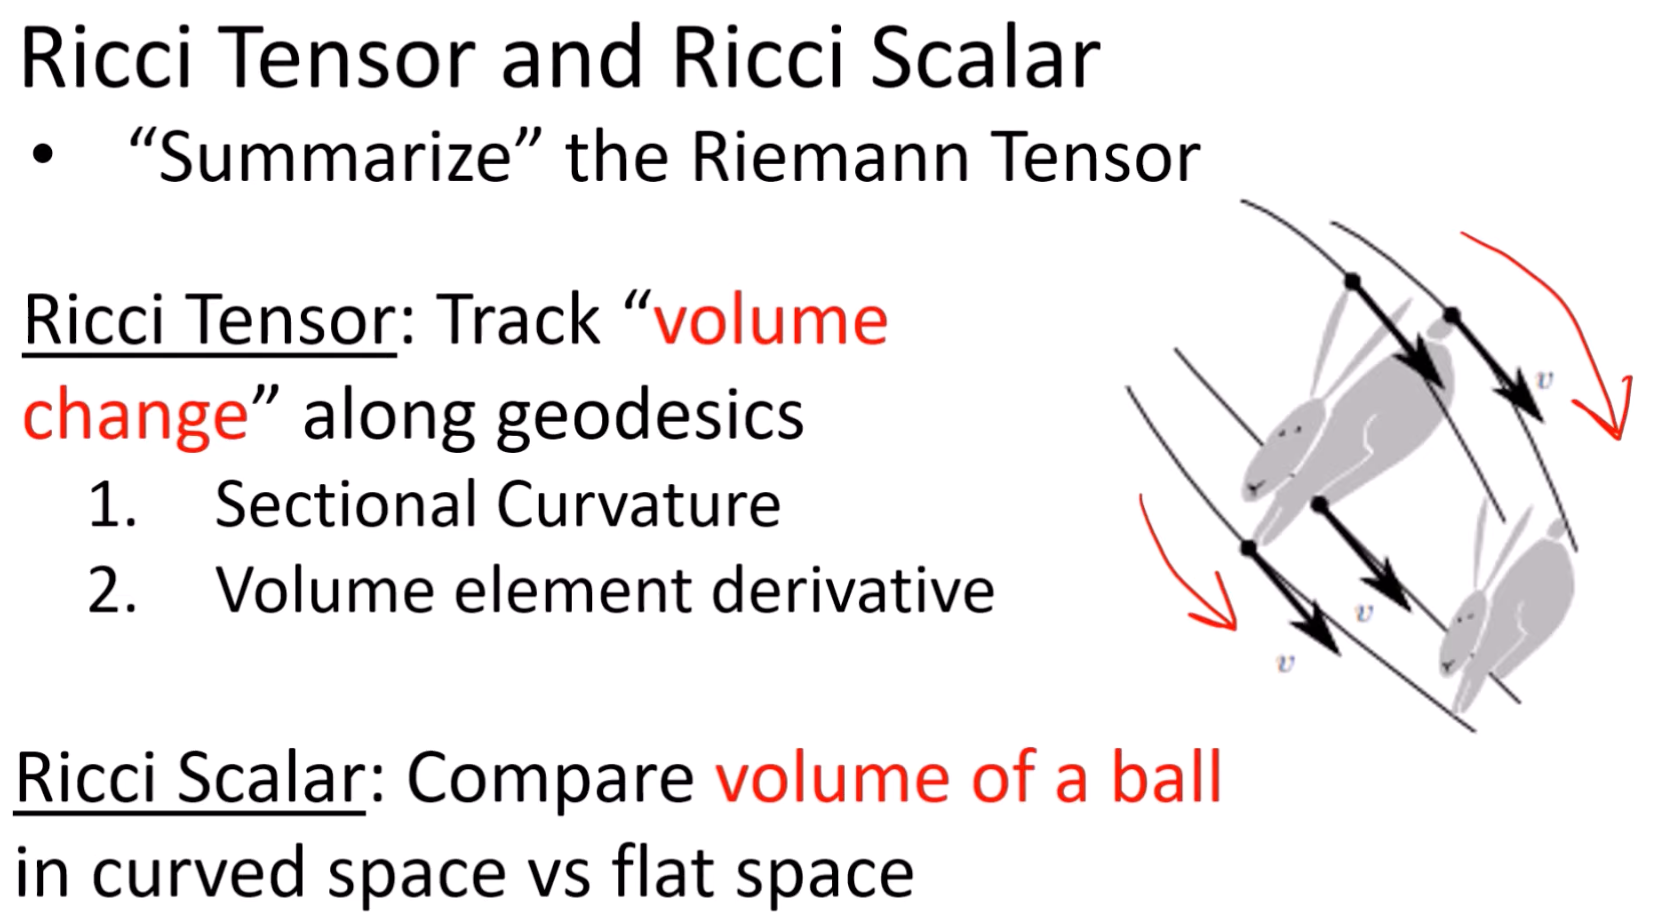 Ricci Tensor and Ricci Scalar
• “Summarize” the Riemann Tensor
Ricci Tensor: Track “volume
change” along geodesics
1. Sectional Curvature
2. Volume element derivative
v
v
v
Ricci Scalar: Compare volume of a ball
in curved space vs flat space